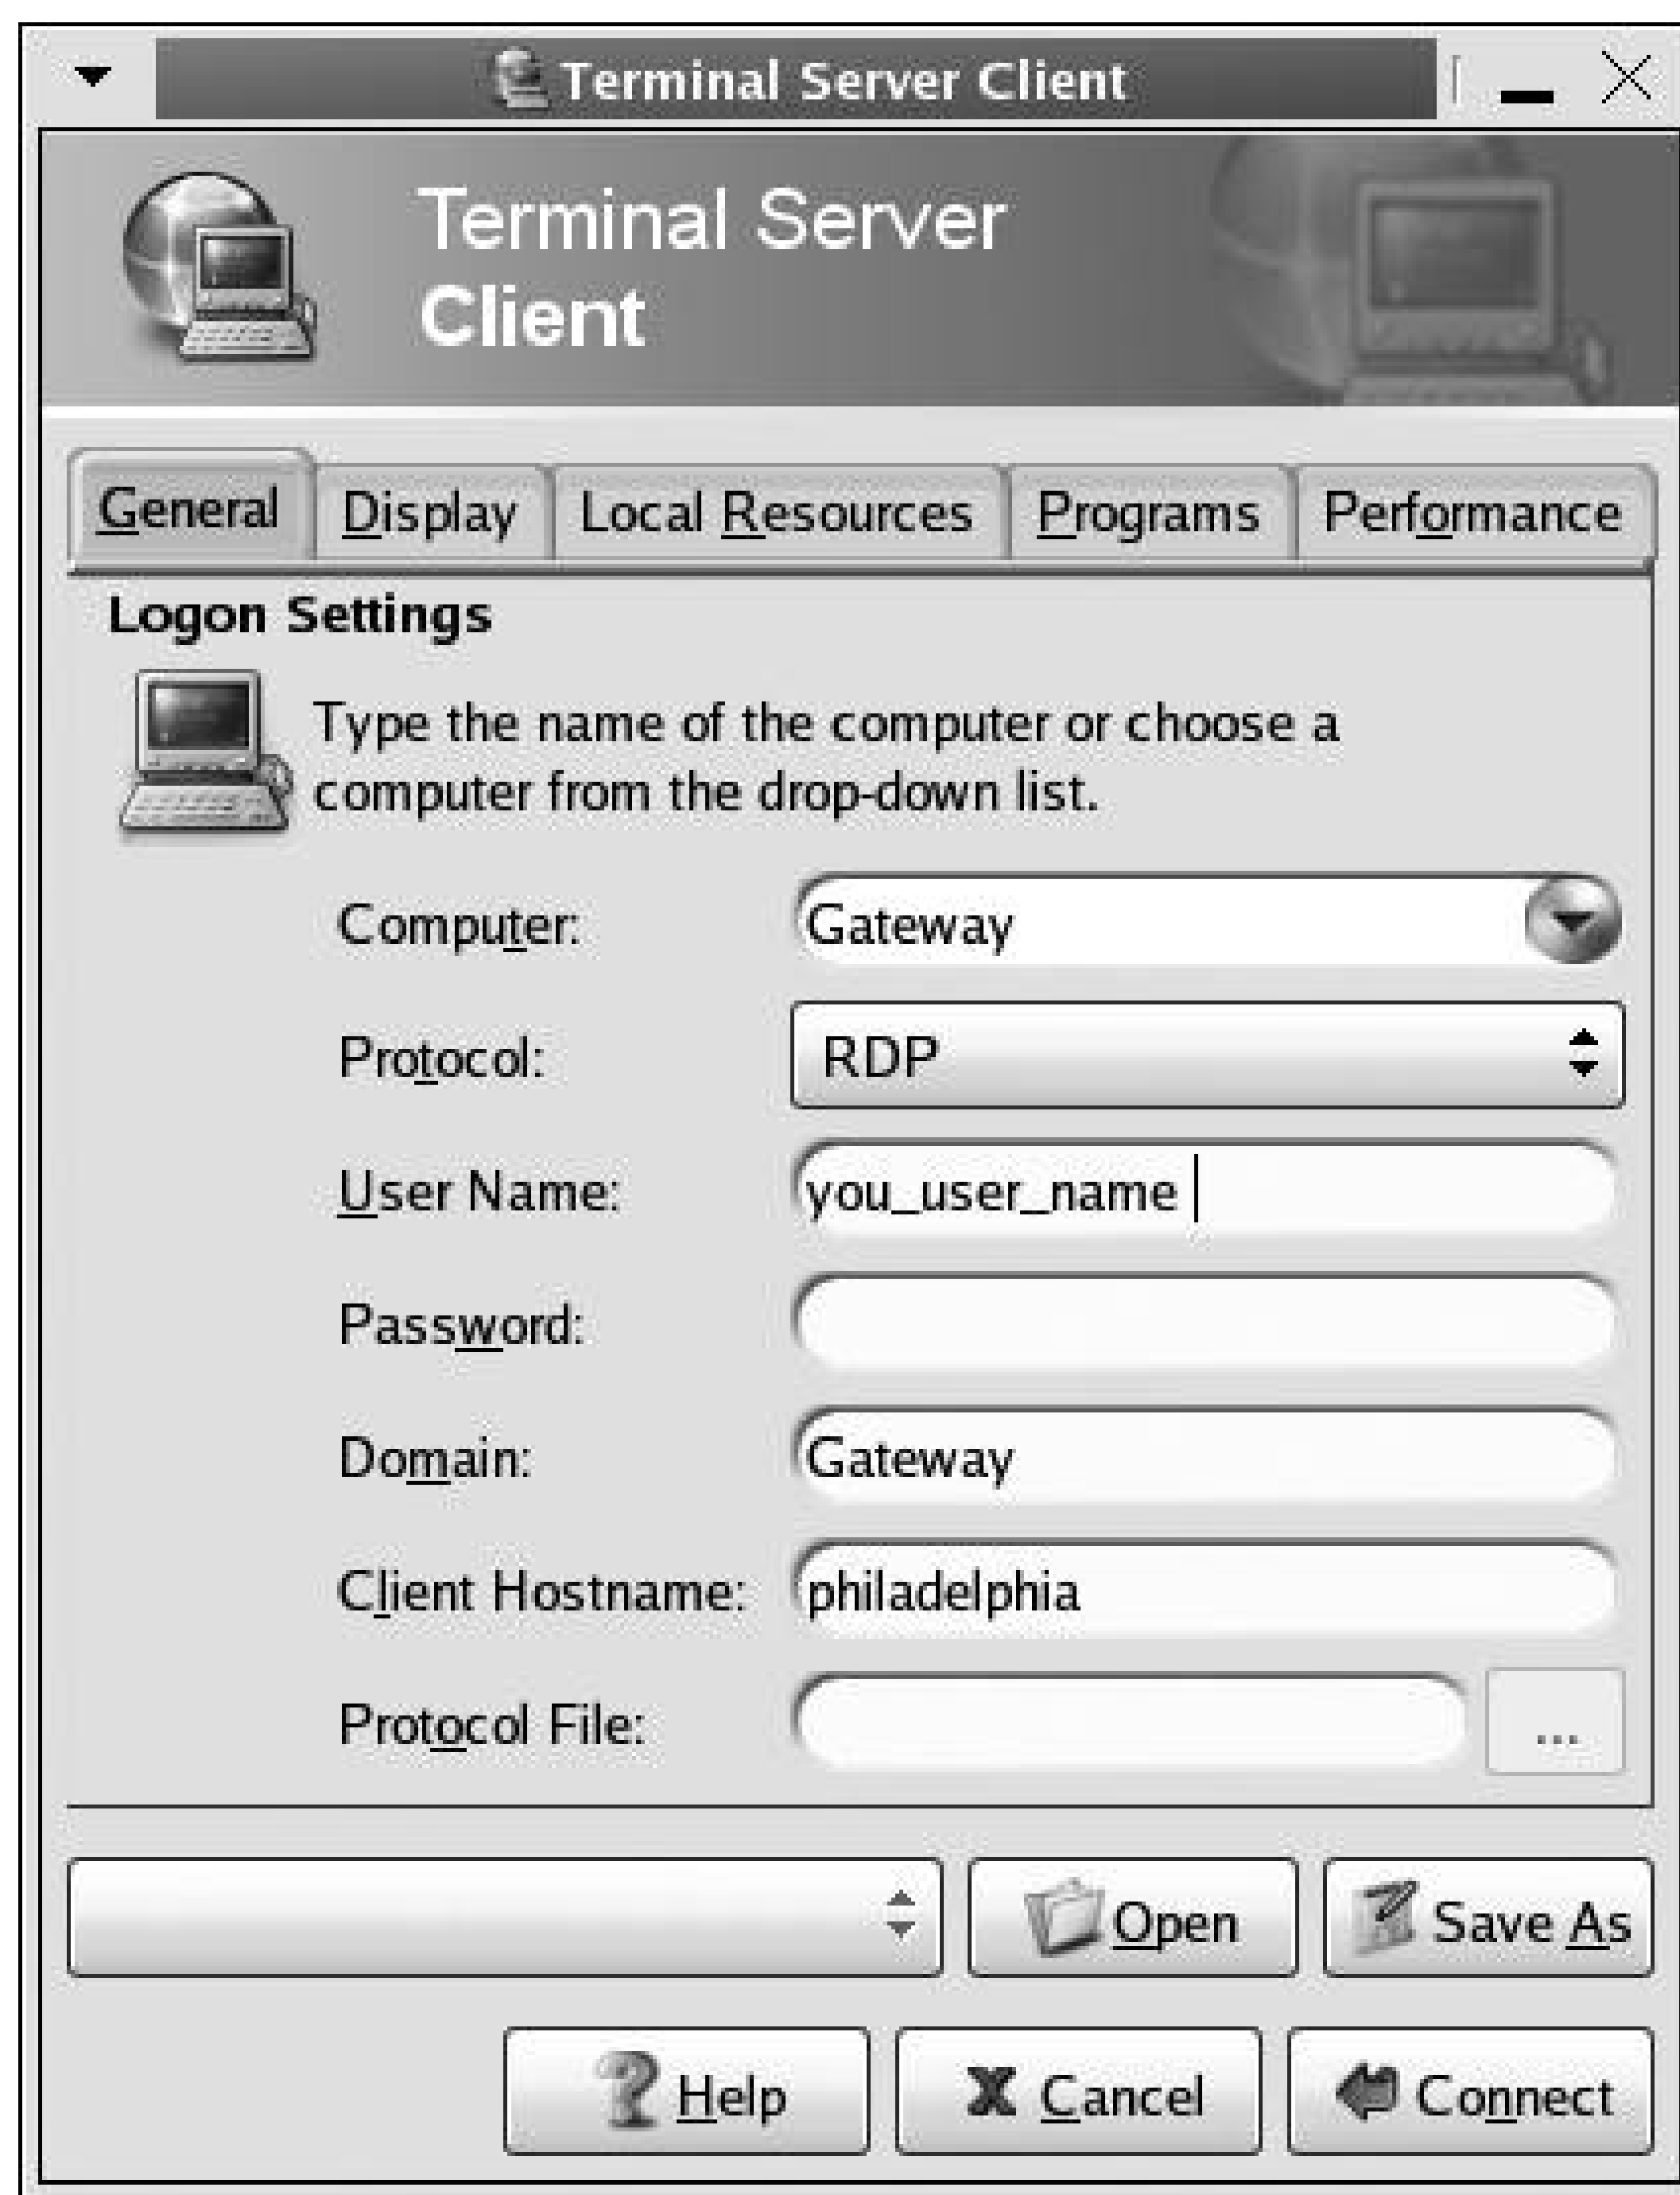 Terminal Server Client
Terminal Server
Client
General Display Local Resources Programs Performance
Logon Settings
Type the name of the computer or choose a
computer from the drop-down list.
Computer: Gateway
Protocol: RDP
User Name: you_user_name
Password:
Domain: Gateway
Client Hostname: philadelphia
Protocol File: ...
Open Save As
Help Cancel Connect